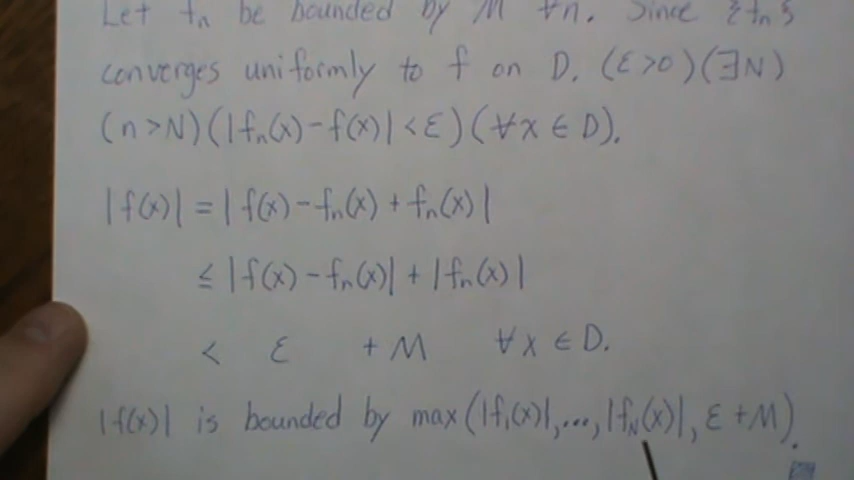 Let fn be bounded by M ∀n. Since {fn}
converges uniformly to f on D, (ε>0)(∃N)
(n>N)(|fn(x)-f(x)|<ε)(∀x∈D).
|f(x)| = |f(x)-fn(x)+fn(x)|
≤ |f(x)-fn(x)|+|fn(x)|
< ε +M ∀x∈D.
|f(x)| is bounded by max(|f1(x)|,...,|fN(x)|, ε+M).